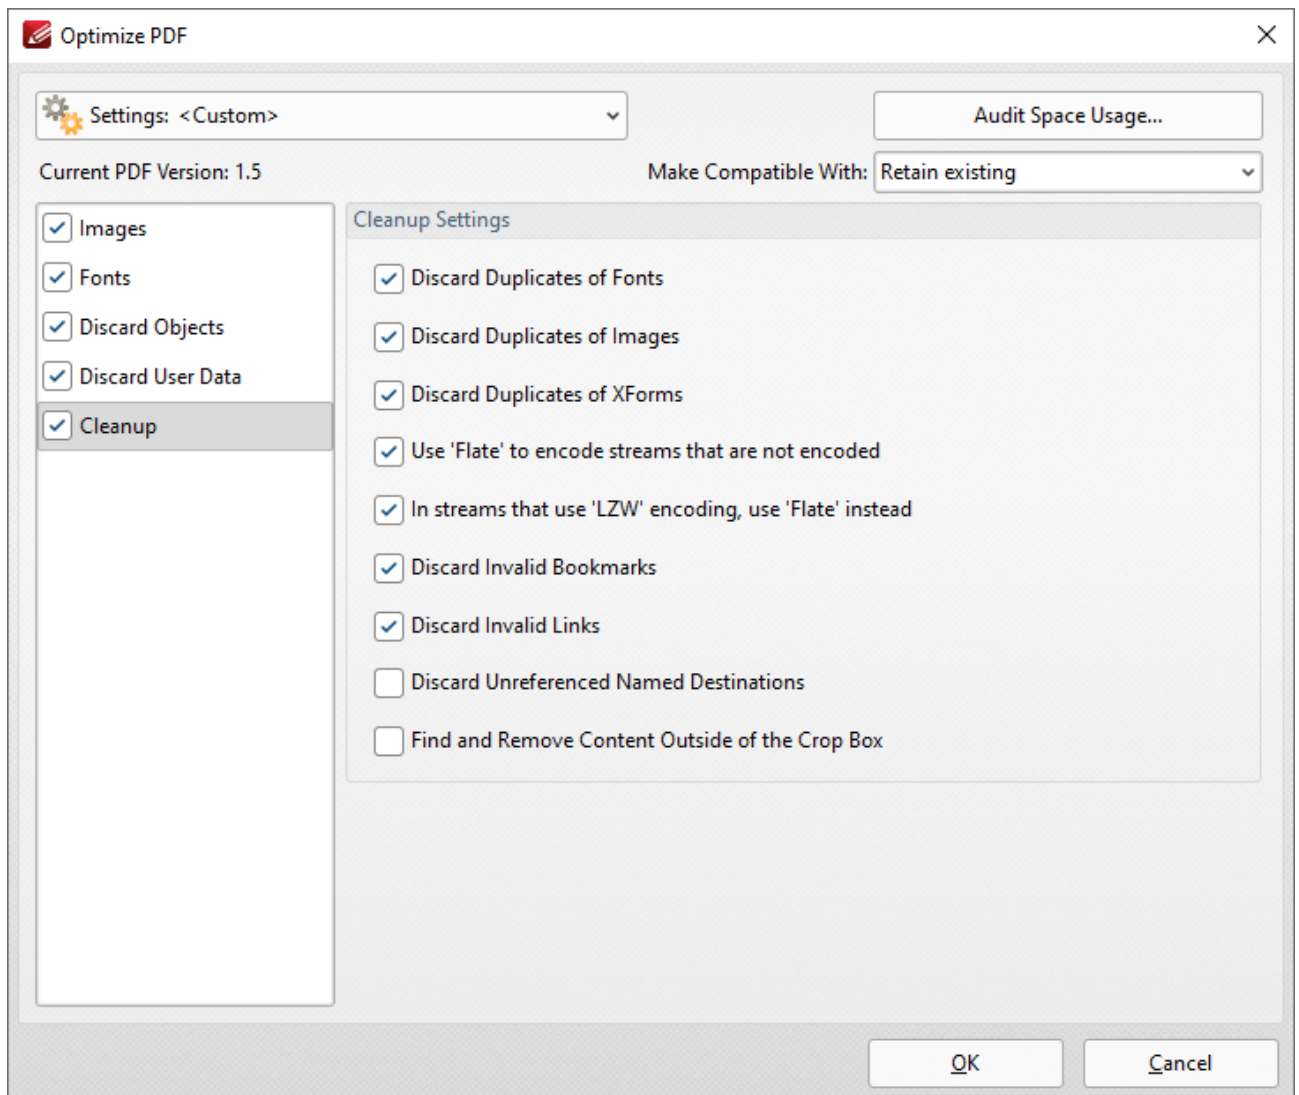 Optimize PDF
Settings: <Custom>
Audit Space Usage...
Current PDF Version: 1.5
Make Compatible With: Retain existing
Images
Fonts
Discard Objects
Discard User Data
Cleanup
Cleanup Settings
Discard Duplicates of Fonts
Discard Duplicates of Images
Discard Duplicates of XForms
Use 'Flate' to encode streams that are not encoded
In streams that use 'LZW' encoding, use 'Flate' instead
Discard Invalid Bookmarks
Discard Invalid Links
Discard Unreferenced Named Destinations
Find and Remove Content Outside of the Crop Box
OK
Cancel